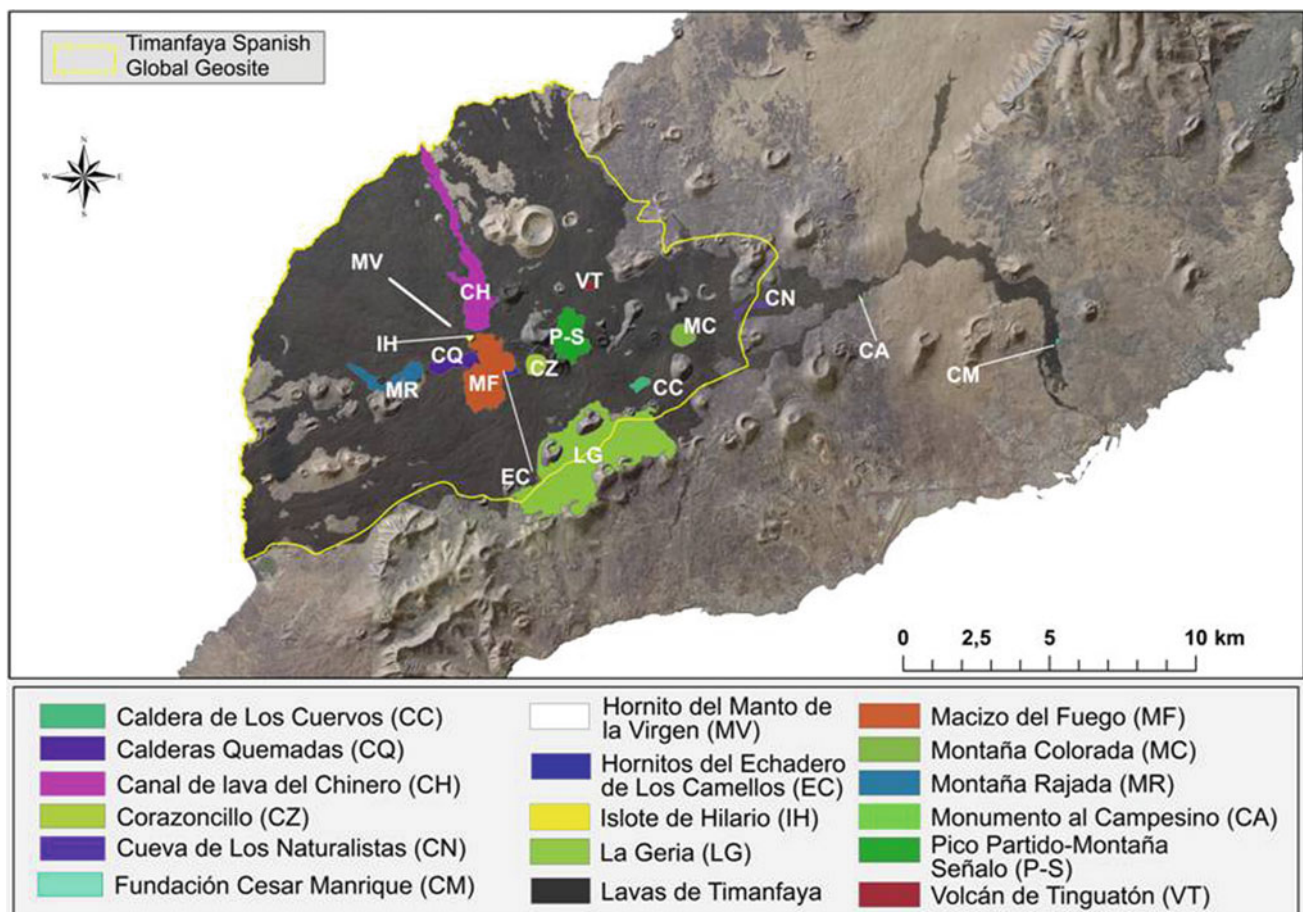 Timanfaya Spanish
Global Geosite
N
W
E
S
MV
CH
VT
CN
IH
P-S
MC
CA
CQ
CZ
MR
MF
CC
CM
EC
LG
0 2,5 5 10 km
Caldera de Los Cuervos (CC)
Calderas Quemadas (CQ)
Canal de lava del Chinero (CH)
Corazoncillo (CZ)
Cueva de Los Naturalistas (CN)
Fundación Cesar Manrique (CM)
Hornito del Manto de
la Virgen (MV)
Hornitos del Echadero
de Los Camellos (EC)
Islote de Hilario (IH)
La Geria (LG)
Lavas de Timanfaya
Macizo del Fuego (MF)
Montaña Colorada (MC)
Montaña Rajada (MR)
Monumento al Campesino (CA)
Pico Partido-Montaña
Señalo (P-S)
Volcán de Tinguatón (VT)